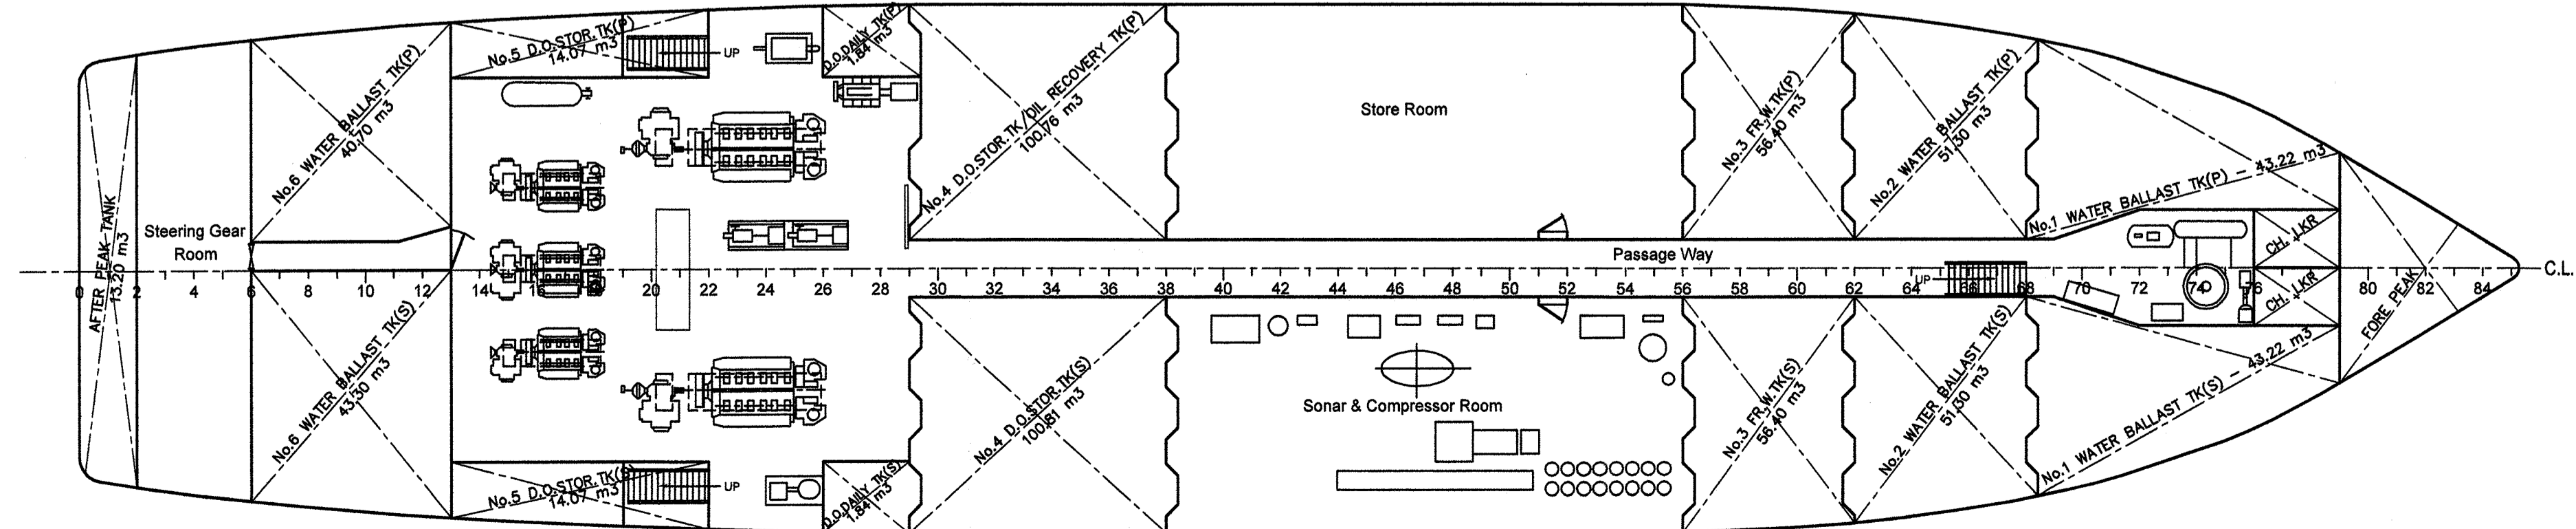 No.5 D.O.STOR.TK(P)
14.07 m3
UP
D.O.DAILY TK(P)
1.84 m3
No.6 WATER BALLAST TK(P)
40.70 m3
No.4 D.O.STOR.TK/OIL RECOVERY TK(P)
100.76 m3
Store Room
No.3 FR.W.TK(P)
56.40 m3
No.2 WATER BALLAST TK(P)
51.30 m3
No.1 WATER BALLAST TK(P) - 43.22 m3
AFTER PEAK TANK
13.20 m3
Steering Gear
Room
Passage Way
CH. LKR
C.L.
UP
CH. LKR
0 2 4 6 8 10 12 14 16 18 20 22 24 26 28 30 32 34 36 38 40 42 44 46 48 50 52 54 56 58 60 62 64 66 68 70 72 74 76 80 82 84
FORE PEAK
No.6 WATER BALLAST TK(S)
43.30 m3
No.4 D.O.STOR.TK(S)
100.81 m3
Sonar & Compressor Room
No.3 FR.W.TK(S)
56.40 m3
No.2 WATER BALLAST TK(S)
51.30 m3
No.1 WATER BALLAST TK(S) - 43.22 m3
No.5 D.O.STOR.TK(S)
14.07 m3
UP
D.O.DAILY TK(S)
1.84 m3